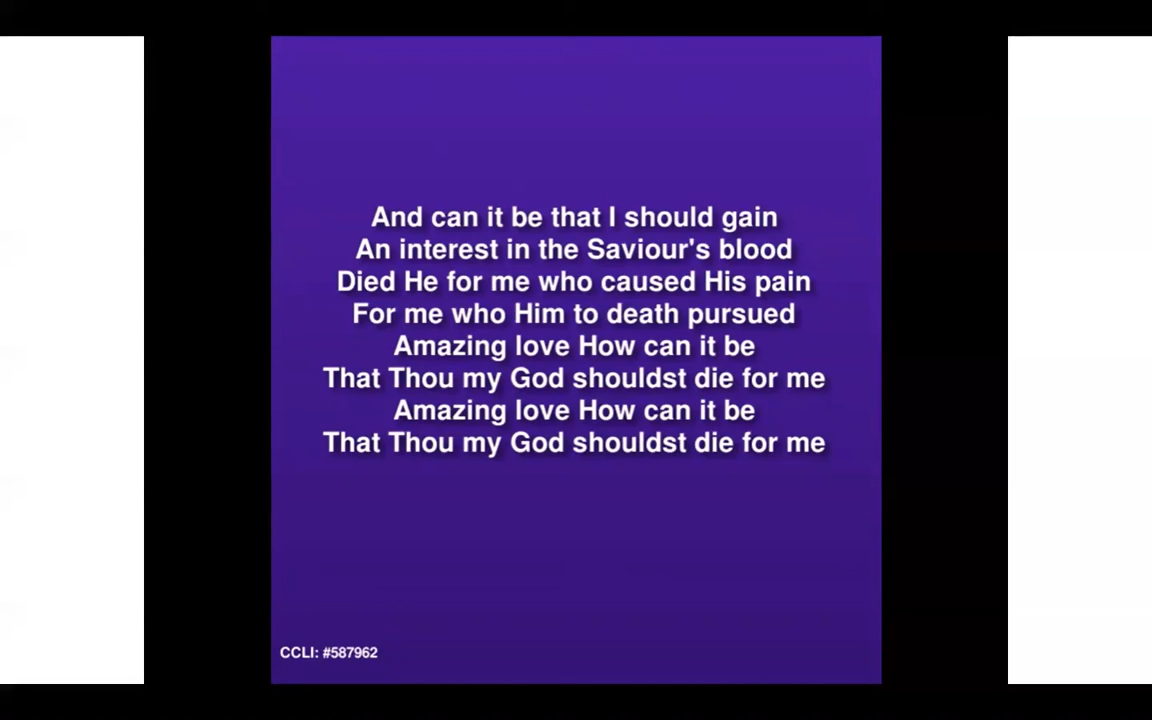 And can it be that I should gain
An interest in the Saviour's blood
Died He for me who caused His pain
For me who Him to death pursued
Amazing love How can it be
That Thou my God shouldst die for me
Amazing love How can it be
That Thou my God shouldst die for me
CCLI: #587962